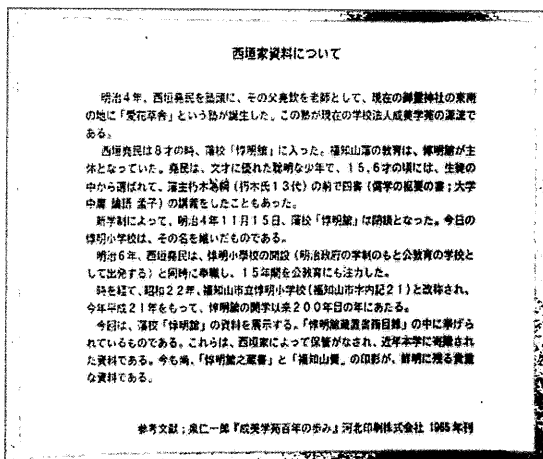 西垣家資料について
明治4年、西垣発民を塾頭に、その父発欽を老師として、現在の御霊神社の東南
の地に「愛花草舎」という塾が誕生した。この塾が現在の学校法人成美学苑の源流で
ある。
西垣発民は8才の時、藩校「惇明館」に入った。福知山藩の教育は、惇明館が主
体となっていた。発民は、文才に優れた聡明な少年で、15,6才の頃には、生徒の
中から選ばれて、藩主朽木為綱(朽木氏13代)の前で四書(儒学の枢要の書;大学
中庸 論語 孟子)の講義をしたこともあった。
新学制によって、明治4年11月15日、藩校「惇明館」は閉鎖となった。今日の
惇明小学校は、その名を継いだものである。
明治6年、西垣発民は、惇明小学校の開設(明治政府の学制のもと公教育の学校と
して出発する)と同時に奉職し、15年間を公教育にも注力した。
時を経て、昭和22年、福知山市立惇明小学校(福知山市字内記21)と改称され、
今年平成21年をもって、惇明館の開学以来200年目の年にあたる。
今回は、藩校「惇明館」の資料を展示する。「惇明館蔵書画目録」の中に挙げら
れているものである。これらは、西垣家によって保管がなされ、近年本学に寄贈され
た資料である。今も尚、「惇明館之蔵書」と「福知山黌」の印影が、鮮明に残る貴重
な資料である。
参考文献;泉仁一郎『成美学苑百年の歩み』河北印刷株式会社 1965年刊